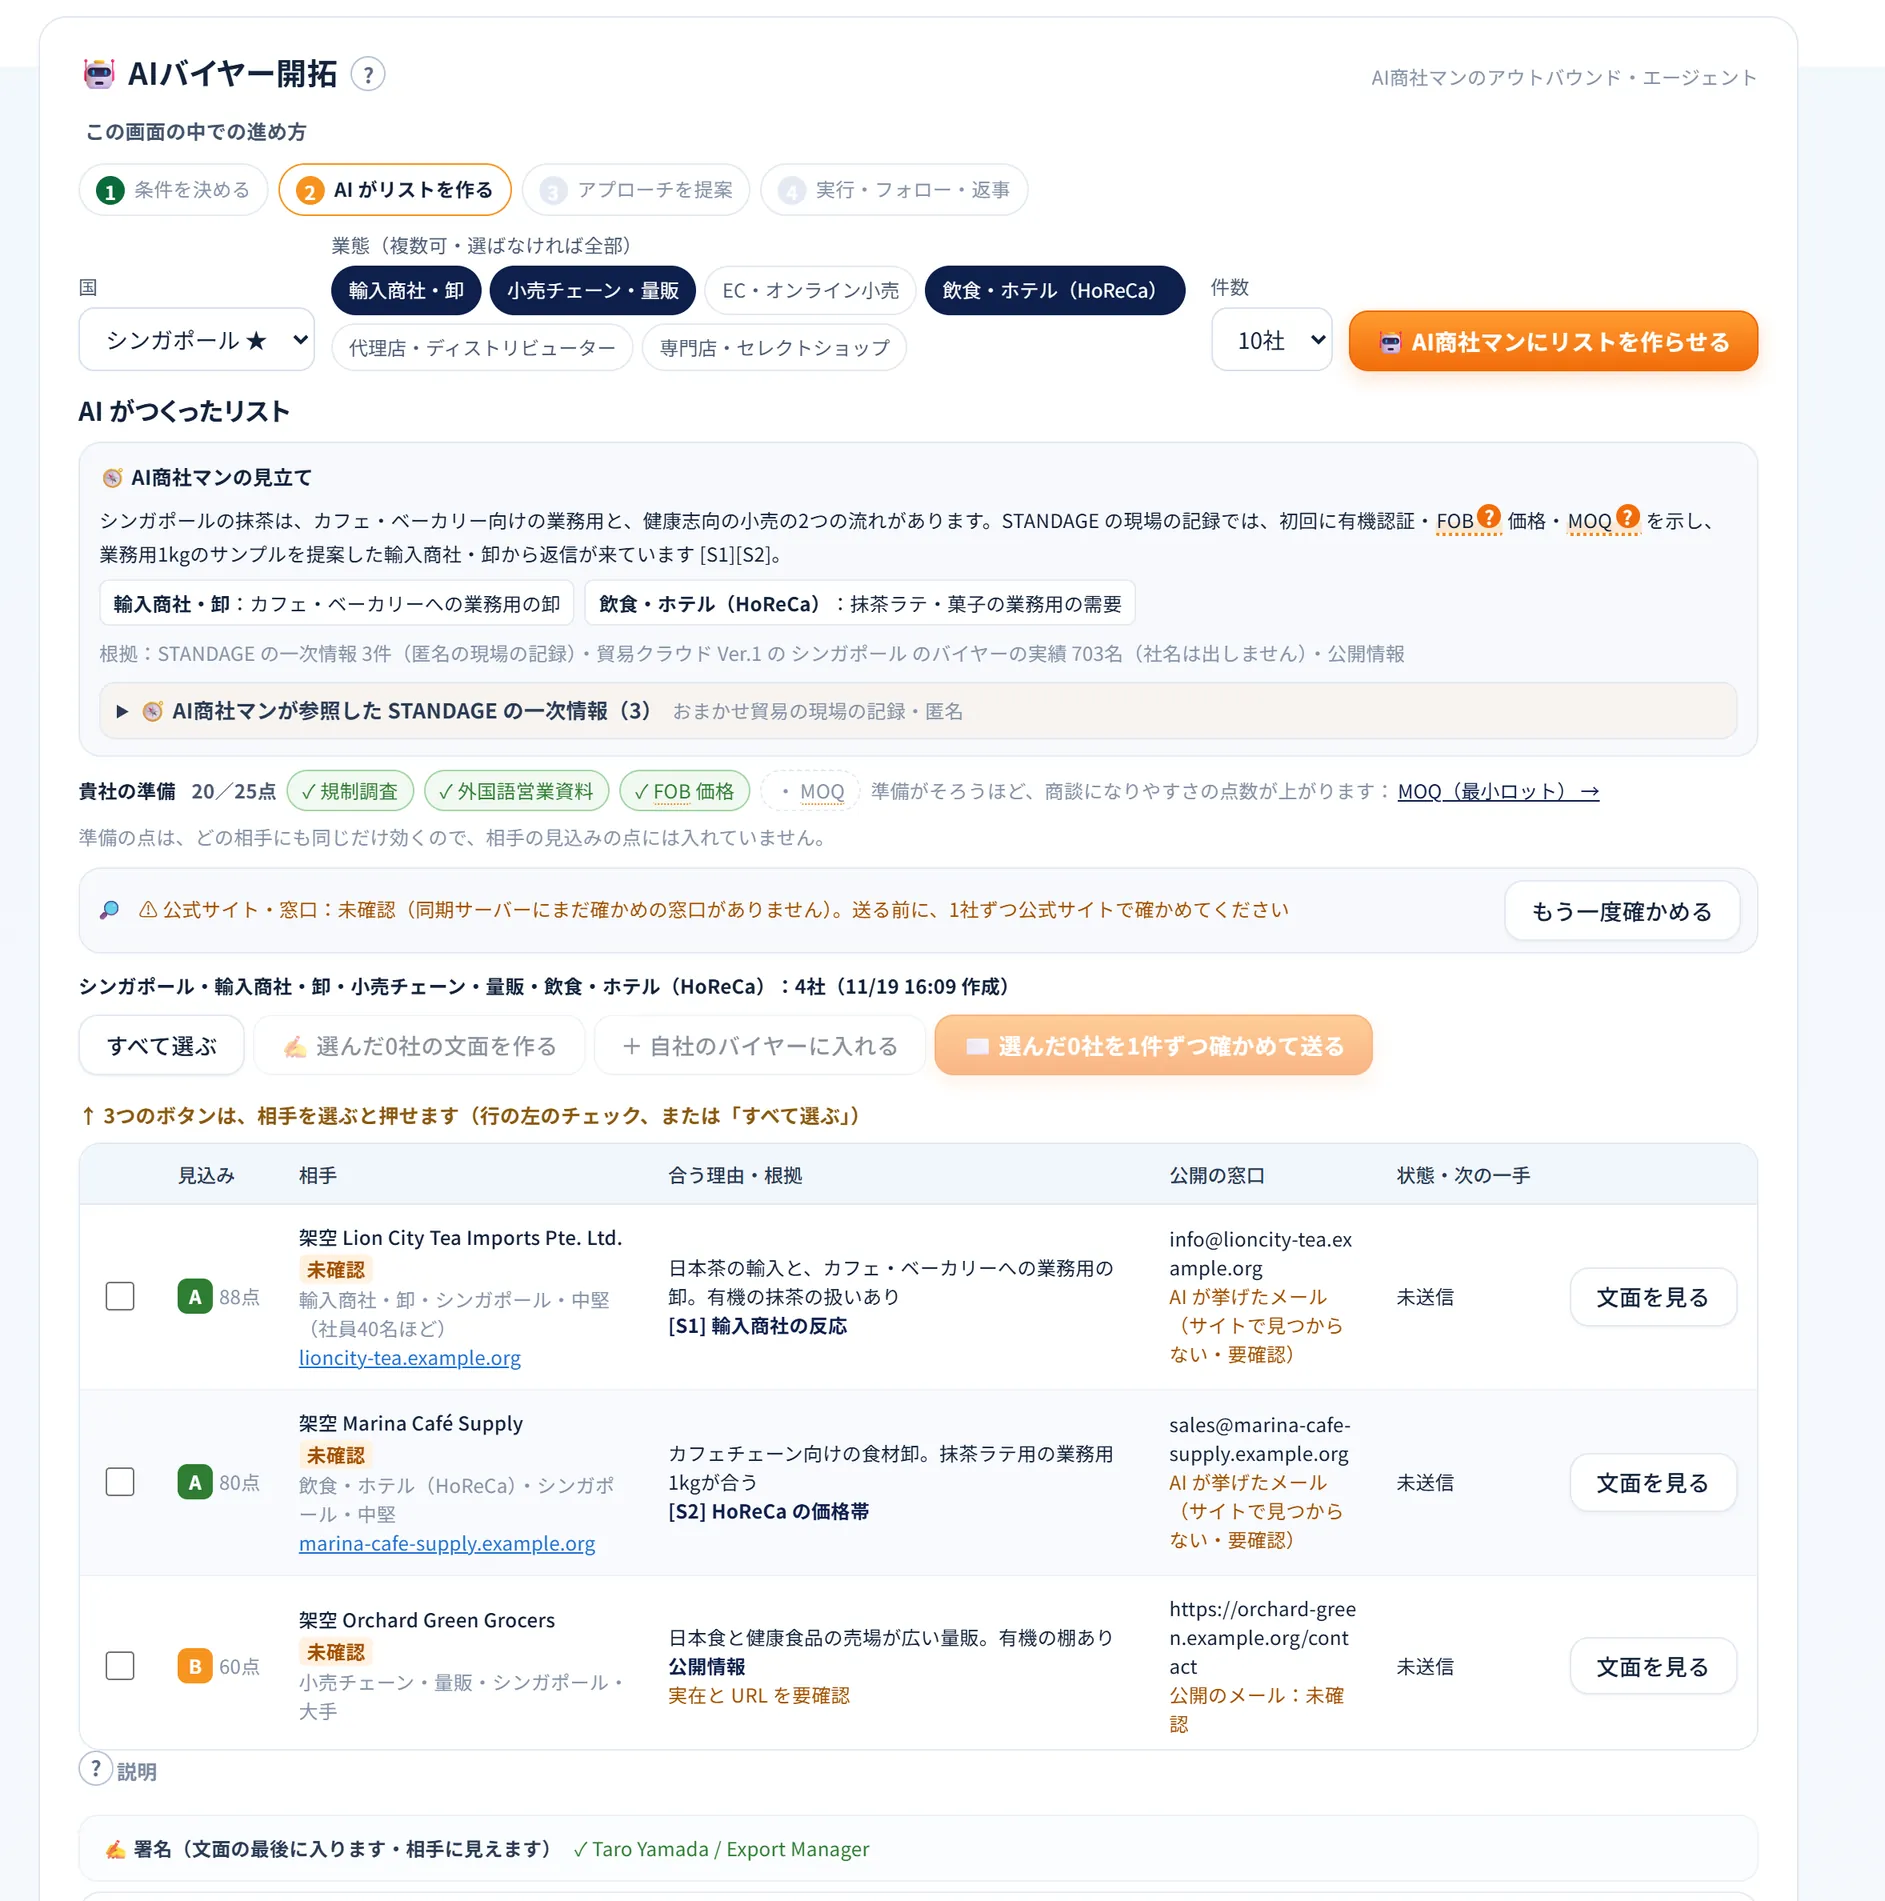 AIバイヤー開拓 ?
AI商社マンのアウトバウンド・エージェント
この画面の中での進め方
1 条件を決める
2 AI がリストを作る
3 アプローチを提案
4 実行・フォロー・返事
国
シンガポール ★
業態（複数可・選ばなければ全部）
輸入商社・卸
小売チェーン・量販
EC・オンライン小売
飲食・ホテル（HoReCa）
代理店・ディストリビューター
専門店・セレクトショップ
件数
10社
AI商社マンにリストを作らせる
AI がつくったリスト
AI商社マンの見立て
シンガポールの抹茶は、カフェ・ベーカリー向けの業務用と、健康志向の小売の2つの流れがあります。STANDAGE の現場の記録では、初回に有機認証・FOB ? 価格・MOQ ? を示し、
業務用1kgのサンプルを提案した輸入商社・卸から返信が来ています [S1][S2]。
輸入商社・卸：カフェ・ベーカリーへの業務用の卸
飲食・ホテル（HoReCa）：抹茶ラテ・菓子の業務用の需要
根拠：STANDAGE の一次情報 3件（匿名の現場の記録）・貿易クラウド Ver.1 の シンガポール のバイヤーの実績 703名（社名は出しません）・公開情報
▶ AI商社マンが参照した STANDAGE の一次情報（3） おまかせ貿易の現場の記録・匿名
貴社の準備 20／25点 ✓規制調査 ✓外国語営業資料 ✓FOB 価格 ・ MOQ 準備がそろうほど、商談になりやすさの点数が上がります： MOQ（最小ロット） →
準備の点は、どの相手にも同じだけ効くので、相手の見込みの点には入れていません。
⚠ 公式サイト・窓口：未確認（同期サーバーにまだ確かめの窓口がありません）。送る前に、1社ずつ公式サイトで確かめてください
もう一度確かめる
シンガポール・輸入商社・卸・小売チェーン・量販・飲食・ホテル（HoReCa）：4社（11/19 16:09 作成）
すべて選ぶ
選んだ0社の文面を作る
＋ 自社のバイヤーに入れる
選んだ0社を1件ずつ確かめて送る
↑ 3つのボタンは、相手を選ぶと押せます（行の左のチェック、または「すべて選ぶ」）
見込み 相手 合う理由・根拠 公開の窓口 状態・次の一手
A 88点
架空 Lion City Tea Imports Pte. Ltd.
未確認
輸入商社・卸・シンガポール・中堅
（社員40名ほど）
lioncity-tea.example.org
日本茶の輸入と、カフェ・ベーカリーへの業務用の
卸。有機の抹茶の扱いあり
[S1] 輸入商社の反応
info@lioncity-tea.ex
ample.org
AI が挙げたメール
（サイトで見つから
ない・要確認）
未送信
文面を見る
A 80点
架空 Marina Café Supply
未確認
飲食・ホテル（HoReCa）・シンガポ
ール・中堅
marina-cafe-supply.example.org
カフェチェーン向けの食材卸。抹茶ラテ用の業務用
1kgが合う
[S2] HoReCa の価格帯
sales@marina-cafe-
supply.example.org
AI が挙げたメール
（サイトで見つから
ない・要確認）
未送信
文面を見る
B 60点
架空 Orchard Green Grocers
未確認
小売チェーン・量販・シンガポール・
大手
日本食と健康食品の売場が広い量販。有機の棚あり
公開情報
実在と URL を要確認
https://orchard-gree
n.example.org/cont
act
公開のメール：未確
認
未送信
文面を見る
? 説明
署名（文面の最後に入ります・相手に見えます） ✓Taro Yamada / Export Manager